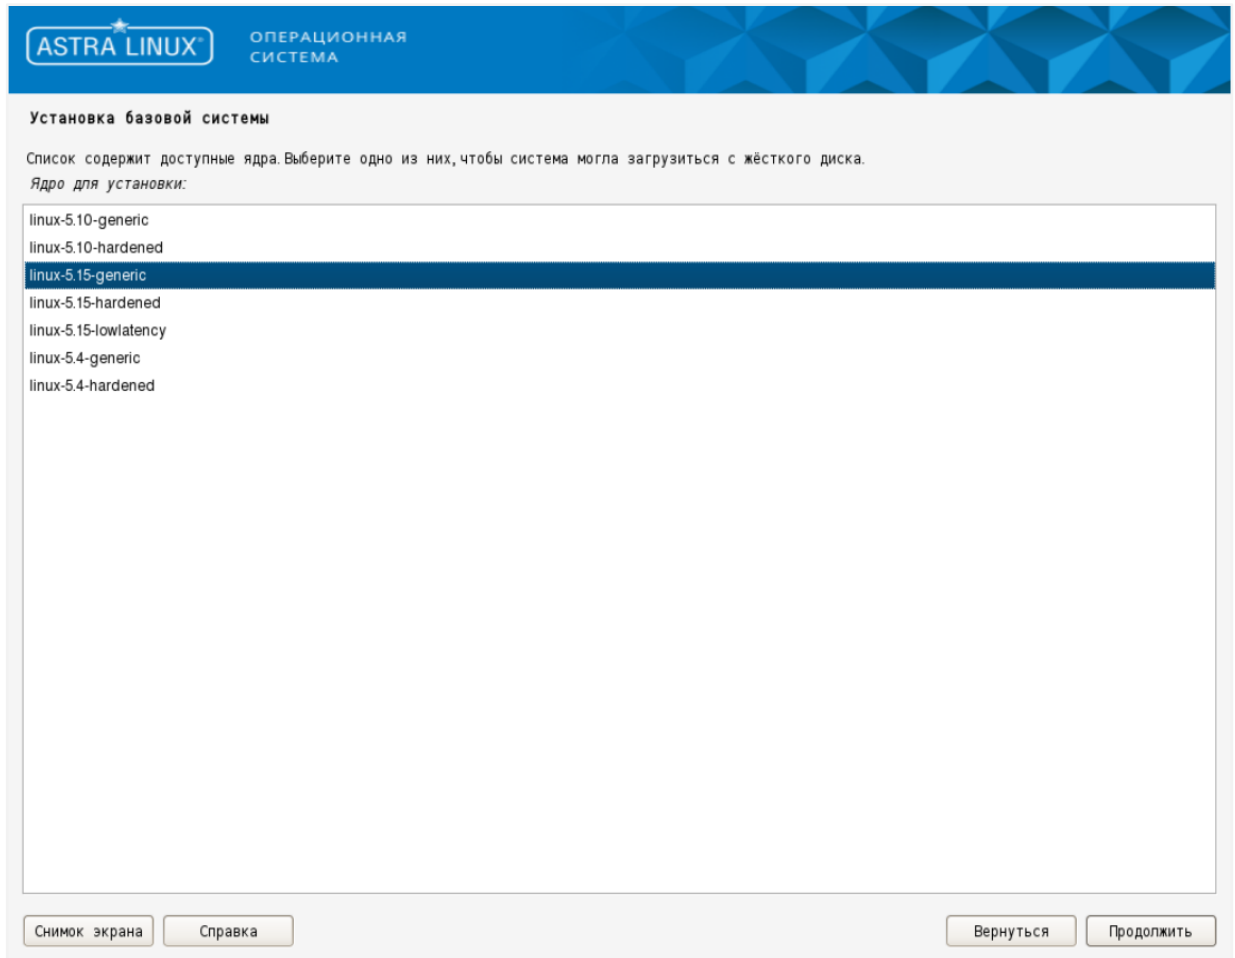 ASTRA LINUX®
ОПЕРАЦИОННАЯ
СИСТЕМА
Установка базовой системы
Список содержит доступные ядра. Выберите одно из них, чтобы система могла загрузиться с жёсткого диска.
Ядро для установки:
linux-5.10-generic
linux-5.10-hardened
linux-5.15-generic
linux-5.15-hardened
linux-5.15-lowlatency
linux-5.4-generic
linux-5.4-hardened
Снимок экрана
Справка
Вернуться
Продолжить